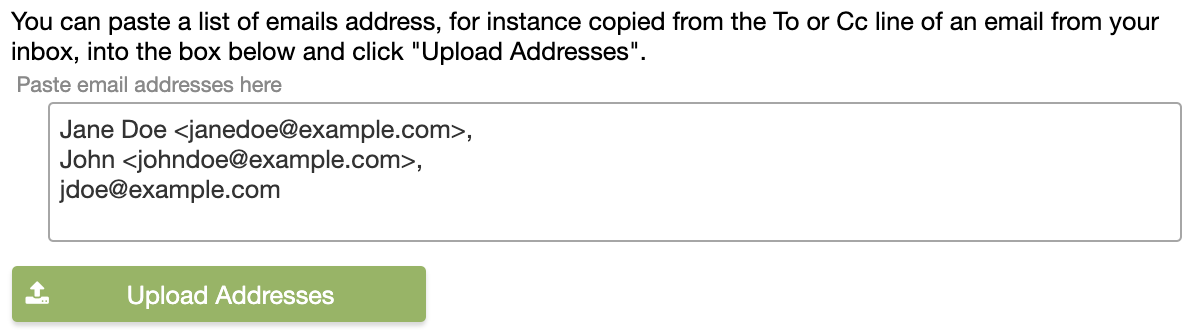 You can paste a list of emails address, for instance copied from the To or Cc line of an email from your
inbox, into the box below and click "Upload Addresses".
Paste email addresses here
Jane Doe <janedoe@example.com>,
John <johndoe@example.com>,
jdoe@example.com
Upload Addresses